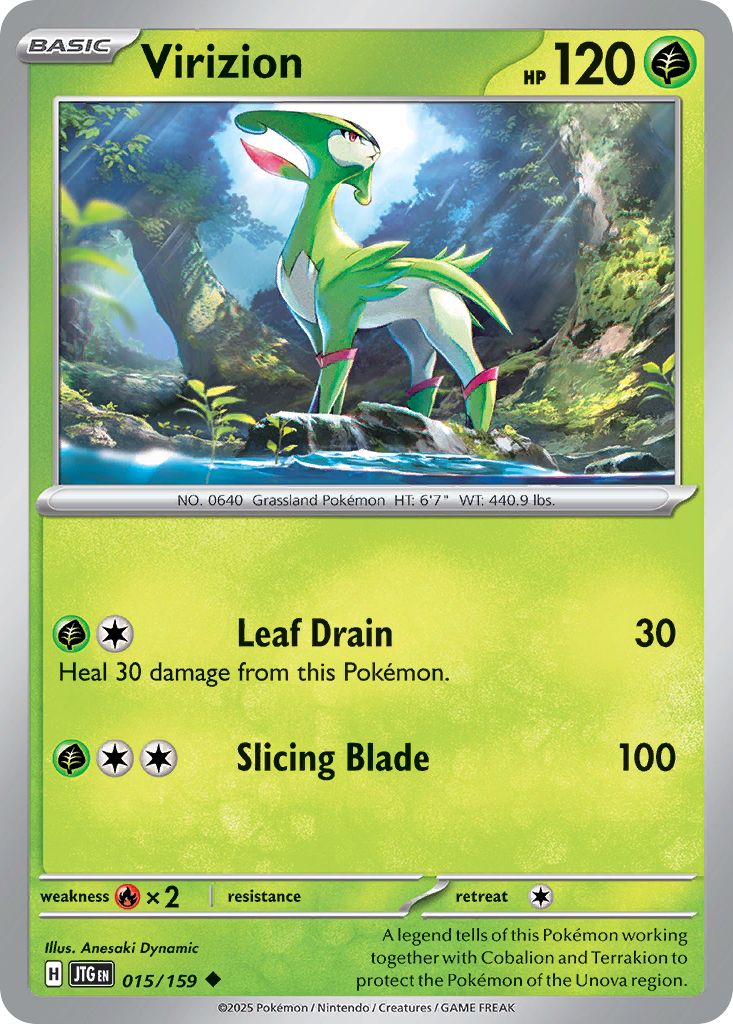 BASIC Virizion HP 120
NO. 0640 Grassland Pokémon HT: 6'7" WT: 440.9 lbs.
Leaf Drain 30
Heal 30 damage from this Pokémon.
Slicing Blade 100
weakness ×2 resistance retreat
Illus. Anesaki Dynamic
H JTG EN 015/159
A legend tells of this Pokémon working
together with Cobalion and Terrakion to
protect the Pokémon of the Unova region.
©2025 Pokémon / Nintendo / Creatures / GAME FREAK